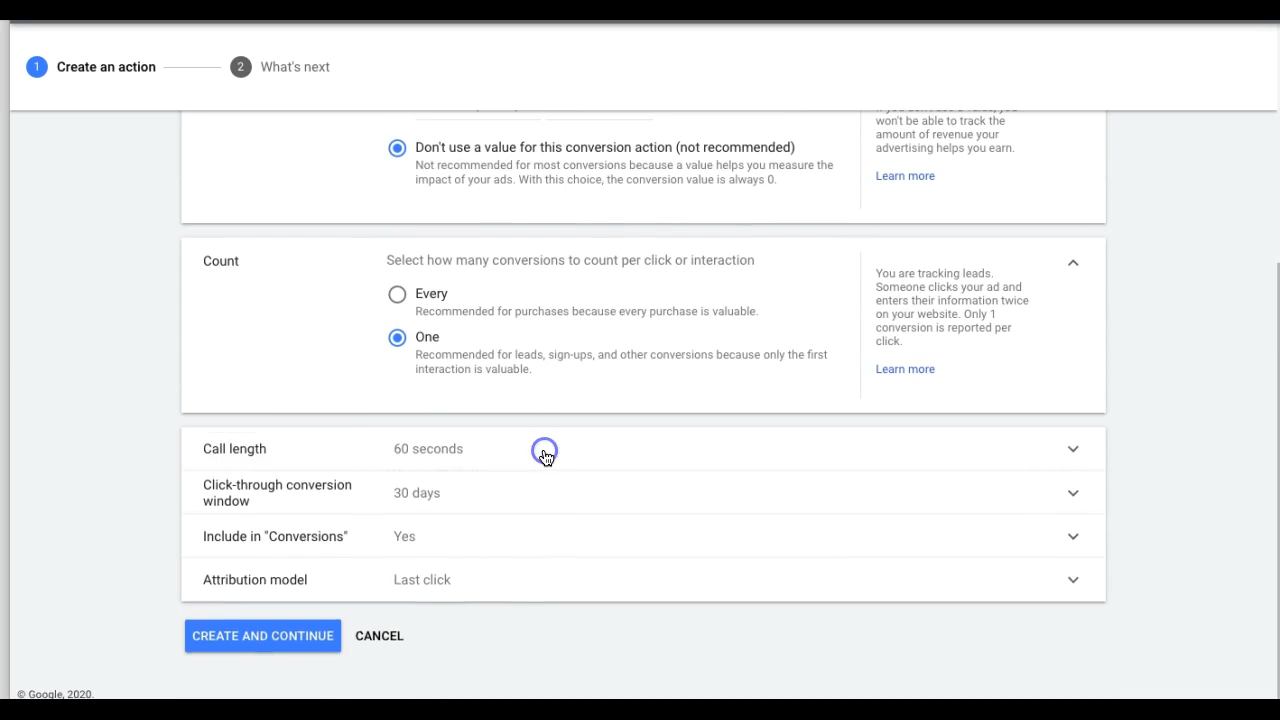 1 Create an action 2 What's next
won't be able to track the
amount of revenue your
advertising helps you earn.
Learn more
Don't use a value for this conversion action (not recommended)
Not recommended for most conversions because a value helps you measure the
impact of your ads. With this choice, the conversion value is always 0.
Count
Select how many conversions to count per click or interaction
Every
Recommended for purchases because every purchase is valuable.
One
Recommended for leads, sign-ups, and other conversions because only the first
interaction is valuable.
You are tracking leads.
Someone clicks your ad and
enters their information twice
on your website. Only 1
conversion is reported per
click.
Learn more
Call length 60 seconds
Click-through conversion
window
30 days
Include in "Conversions" Yes
Attribution model Last click
CREATE AND CONTINUE CANCEL
© Google, 2020.